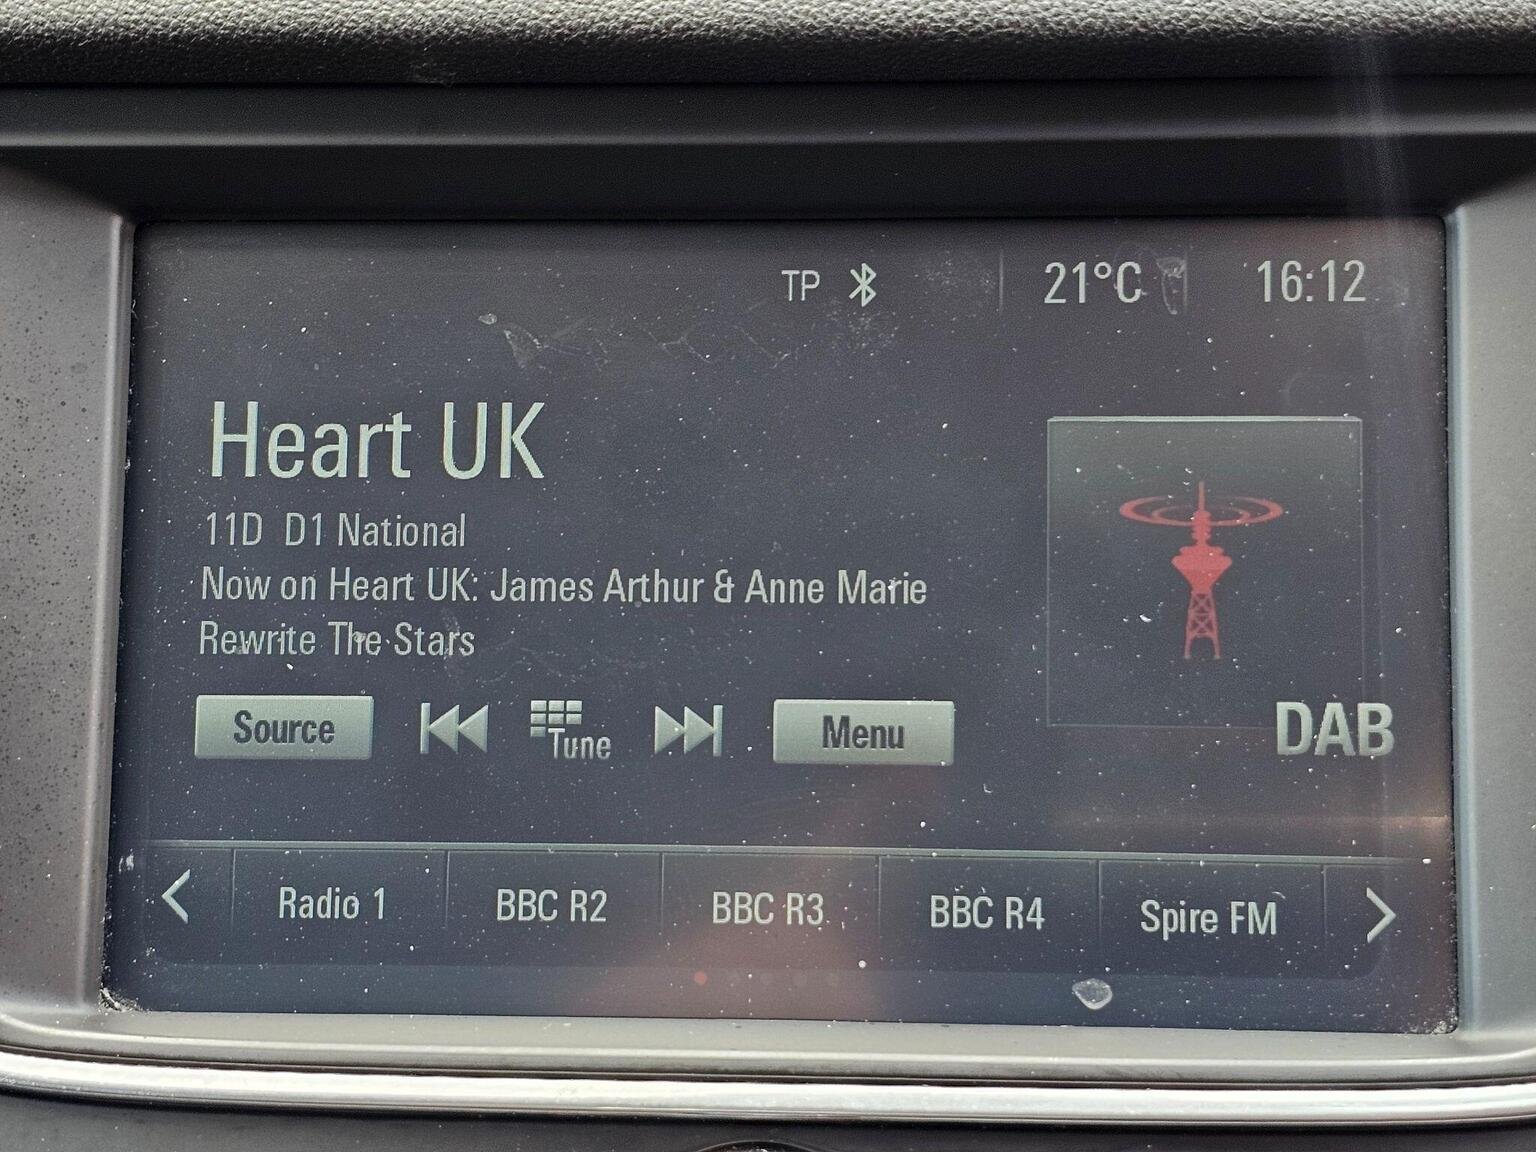 TP 21°C 16:12
Heart UK
11D D1 National
Now on Heart UK: James Arthur & Anne Marie
Rewrite The Stars
Source Tune Menu
DAB
Radio 1 BBC R2 BBC R3 BBC R4 Spire FM